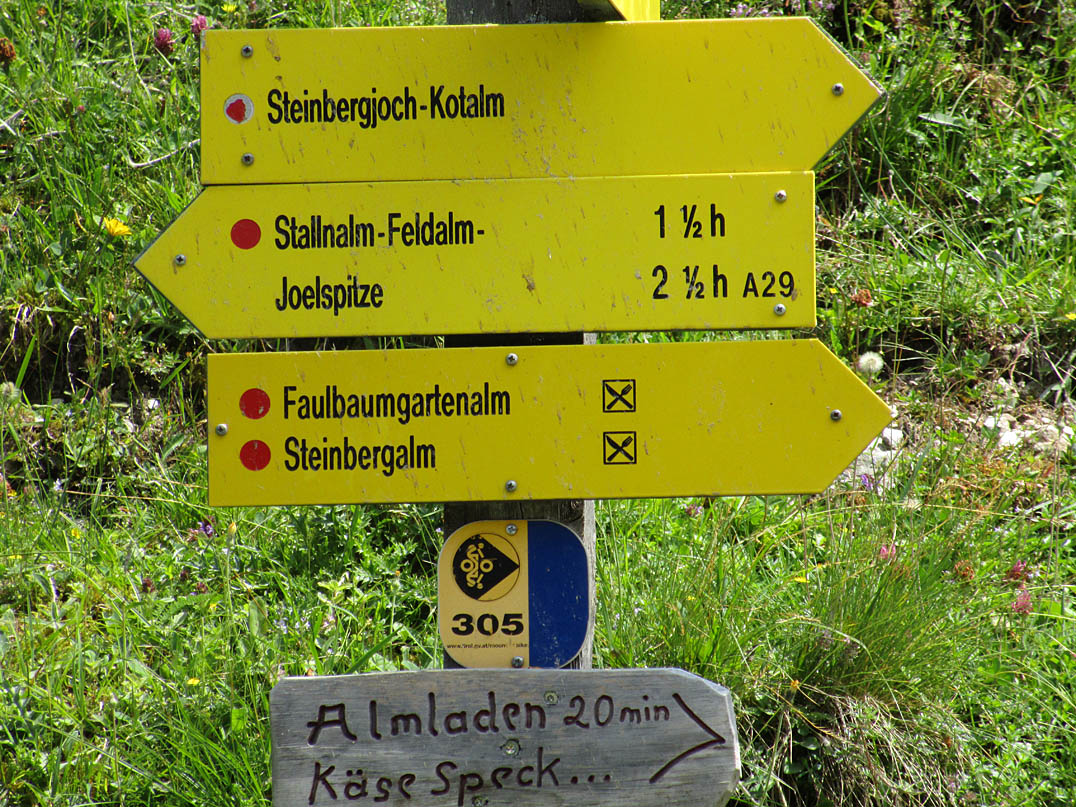 Steinbergjoch-Kotalm
Stallnalm-Feldalm- 1 ½ h
Joelspitze 2 ½ h A29
Faulbaumgartenalm
Steinbergalm
305
Almladen 20min
Käse Speck...